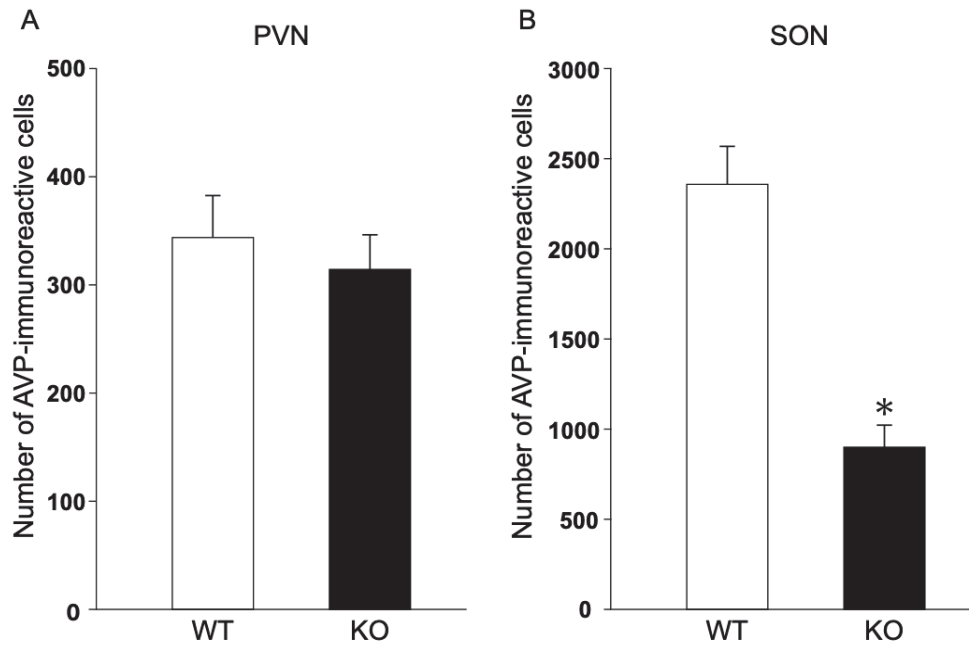 A
PVN
Number of AVP-immunoreactive cells
500
400
300
200
100
0
WT
KO
B
SON
Number of AVP-immunoreactive cells
3000
2500
2000
1500
1000
500
0
*
WT
KO